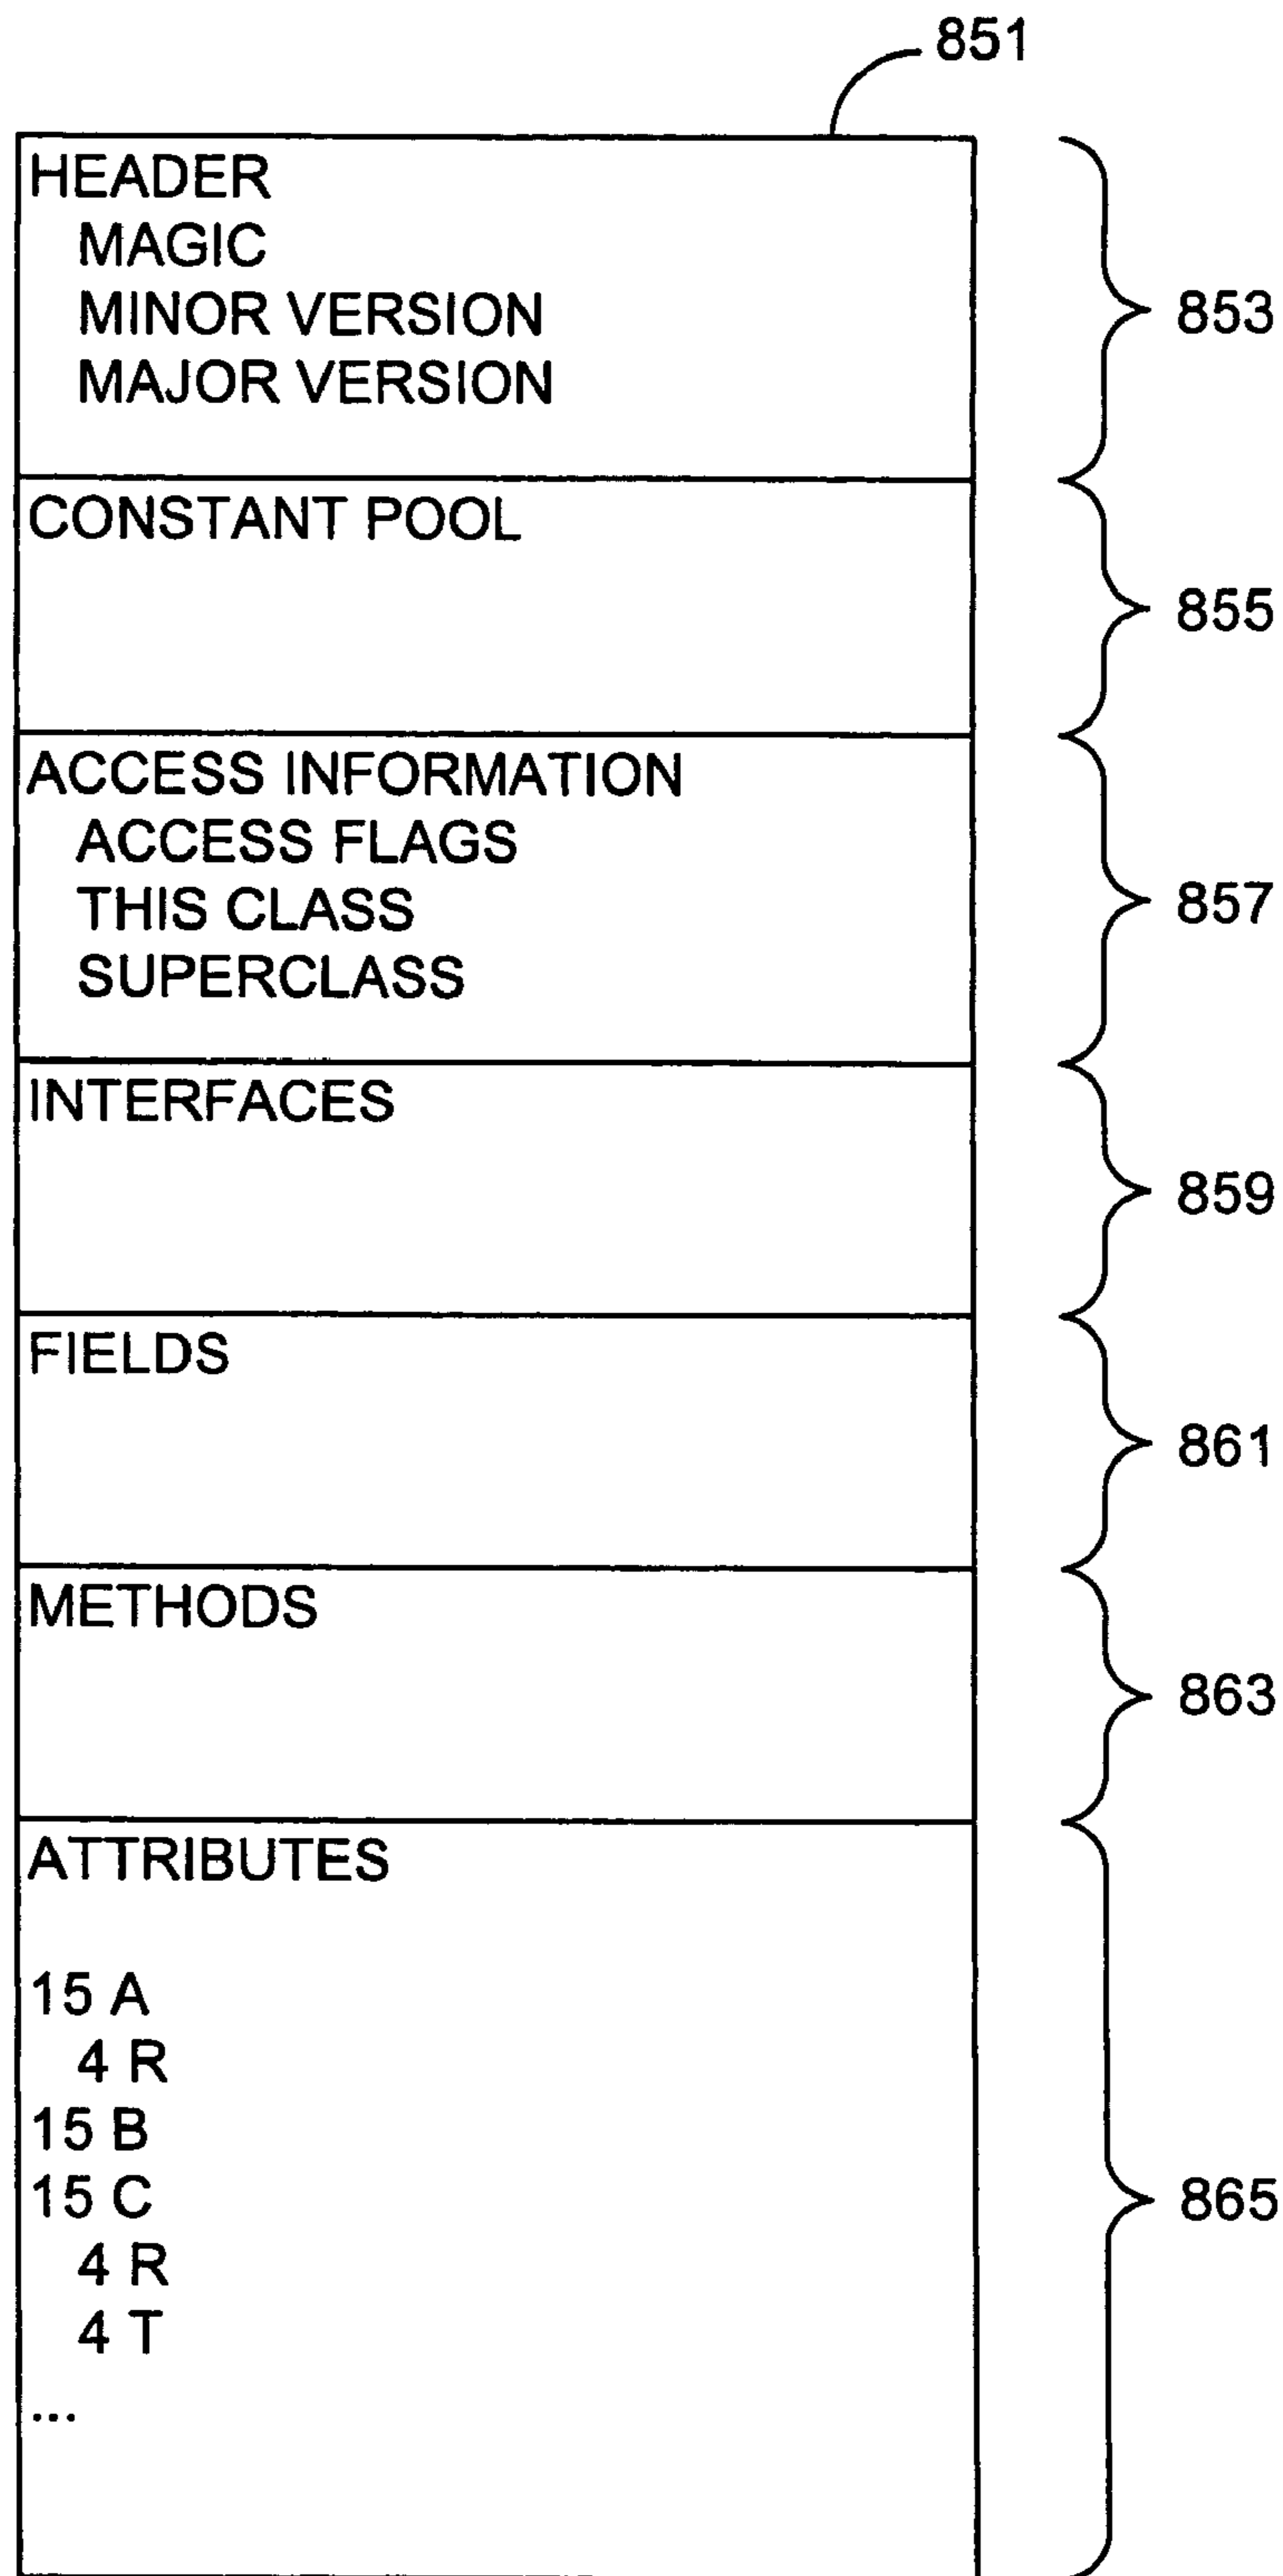 851
HEADER
MAGIC
MINOR VERSION
MAJOR VERSION
853
CONSTANT POOL
855
ACCESS INFORMATION
ACCESS FLAGS
THIS CLASS
SUPERCLASS
857
INTERFACES
859
FIELDS
861
METHODS
863
ATTRIBUTES
15 A
4 R
15 B
15 C
4 R
4 T
...
865